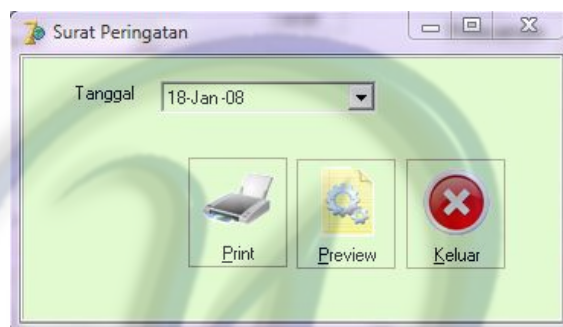 Surat Peringatan
Tanggal 18-Jan-08
Print Preview Keluar